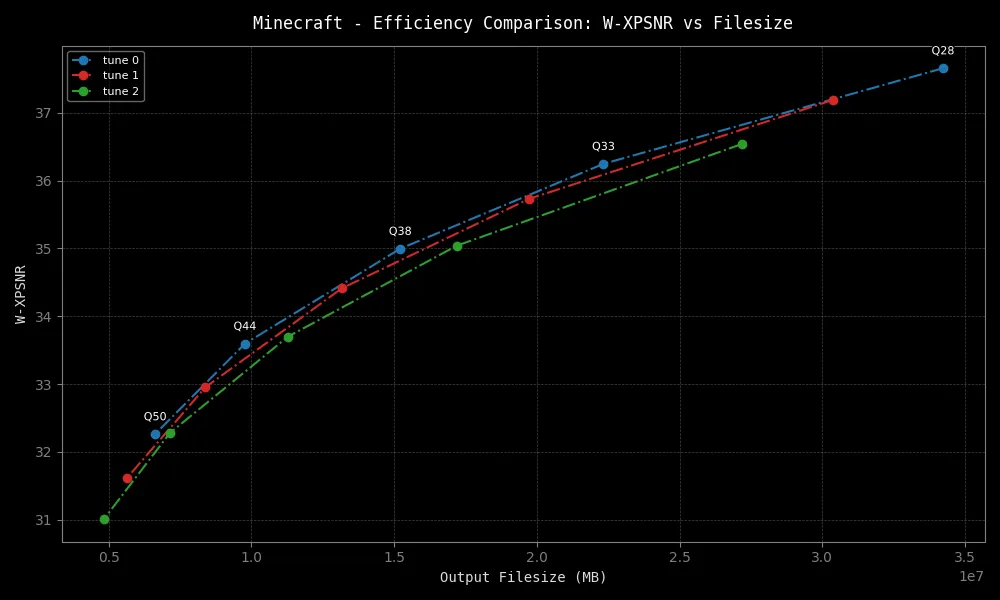 Minecraft - Efficiency Comparison: W-XPSNR vs Filesize
tune 0
tune 1
tune 2
Q28
Q33
Q38
Q44
Q50
37
36
35
34
33
32
31
W-XPSNR
0.5 1.0 1.5 2.0 2.5 3.0 3.5
1e7
Output Filesize (MB)